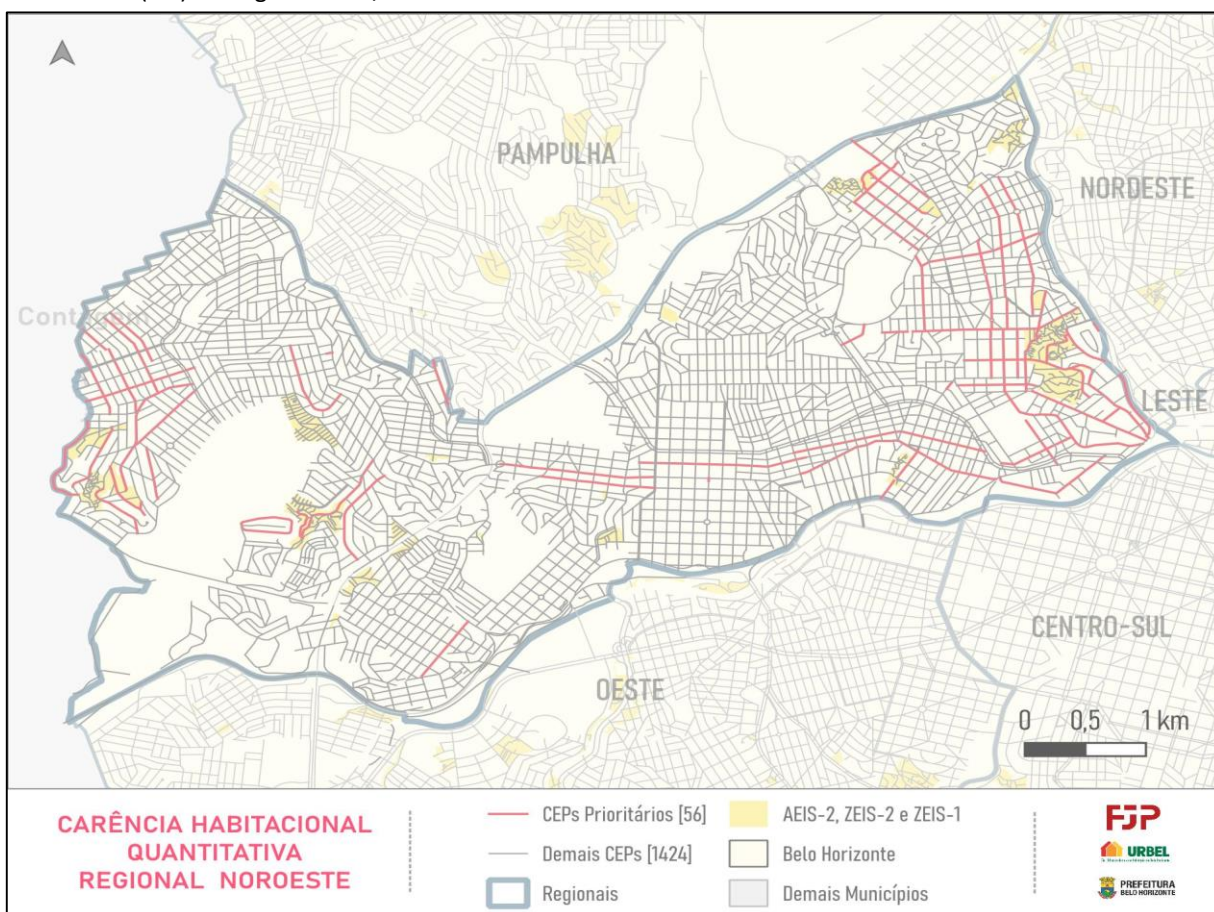 PAMPULHA
NORDESTE
Contagem
LESTE
CENTRO-SUL
OESTE
0 0,5 1 km
CARÊNCIA HABITACIONAL
QUANTITATIVA
REGIONAL NOROESTE
CEPs Prioritários [56]
Demais CEPs [1424]
Regionais
AEIS-2, ZEIS-2 e ZEIS-1
Belo Horizonte
Demais Municípios
FJP
URBEL
PREFEITURA
BELO HORIZONTE